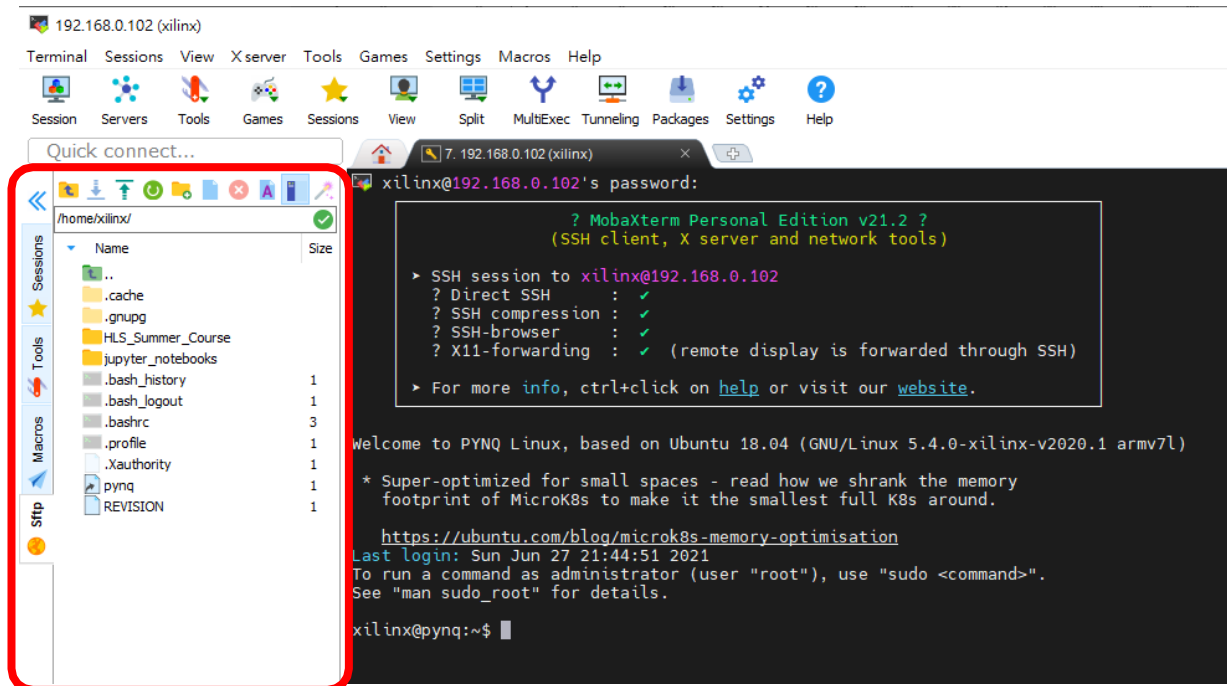 192.168.0.102 (xilinx)
Terminal Sessions View X server Tools Games Settings Macros Help
Session Servers Tools Games Sessions View Split MultiExec Tunneling Packages Settings Help
Quick connect...
7. 192.168.0.102 (xilinx)
/home/xilinx/
Name Size
..
.cache
.gnupg
HLS_Summer_Course
jupyter_notebooks
.bash_history 1
.bash_logout 1
.bashrc 3
.profile 1
.Xauthority 1
pynq 1
REVISION 1
Sessions
Tools
Macros
Sftp
xilinx@192.168.0.102's password:
? MobaXterm Personal Edition v21.2 ?
(SSH client, X server and network tools)
➤ SSH session to xilinx@192.168.0.102
? Direct SSH : ✔
? SSH compression : ✔
? SSH-browser : ✔
? X11-forwarding : ✔ (remote display is forwarded through SSH)
➤ For more info, ctrl+click on help or visit our website.
Welcome to PYNQ Linux, based on Ubuntu 18.04 (GNU/Linux 5.4.0-xilinx-v2020.1 armv7l)
* Super-optimized for small spaces - read how we shrank the memory
footprint of MicroK8s to make it the smallest full K8s around.
https://ubuntu.com/blog/microk8s-memory-optimisation
Last login: Sun Jun 27 21:44:51 2021
To run a command as administrator (user "root"), use "sudo <command>".
See "man sudo_root" for details.
xilinx@pynq:~$